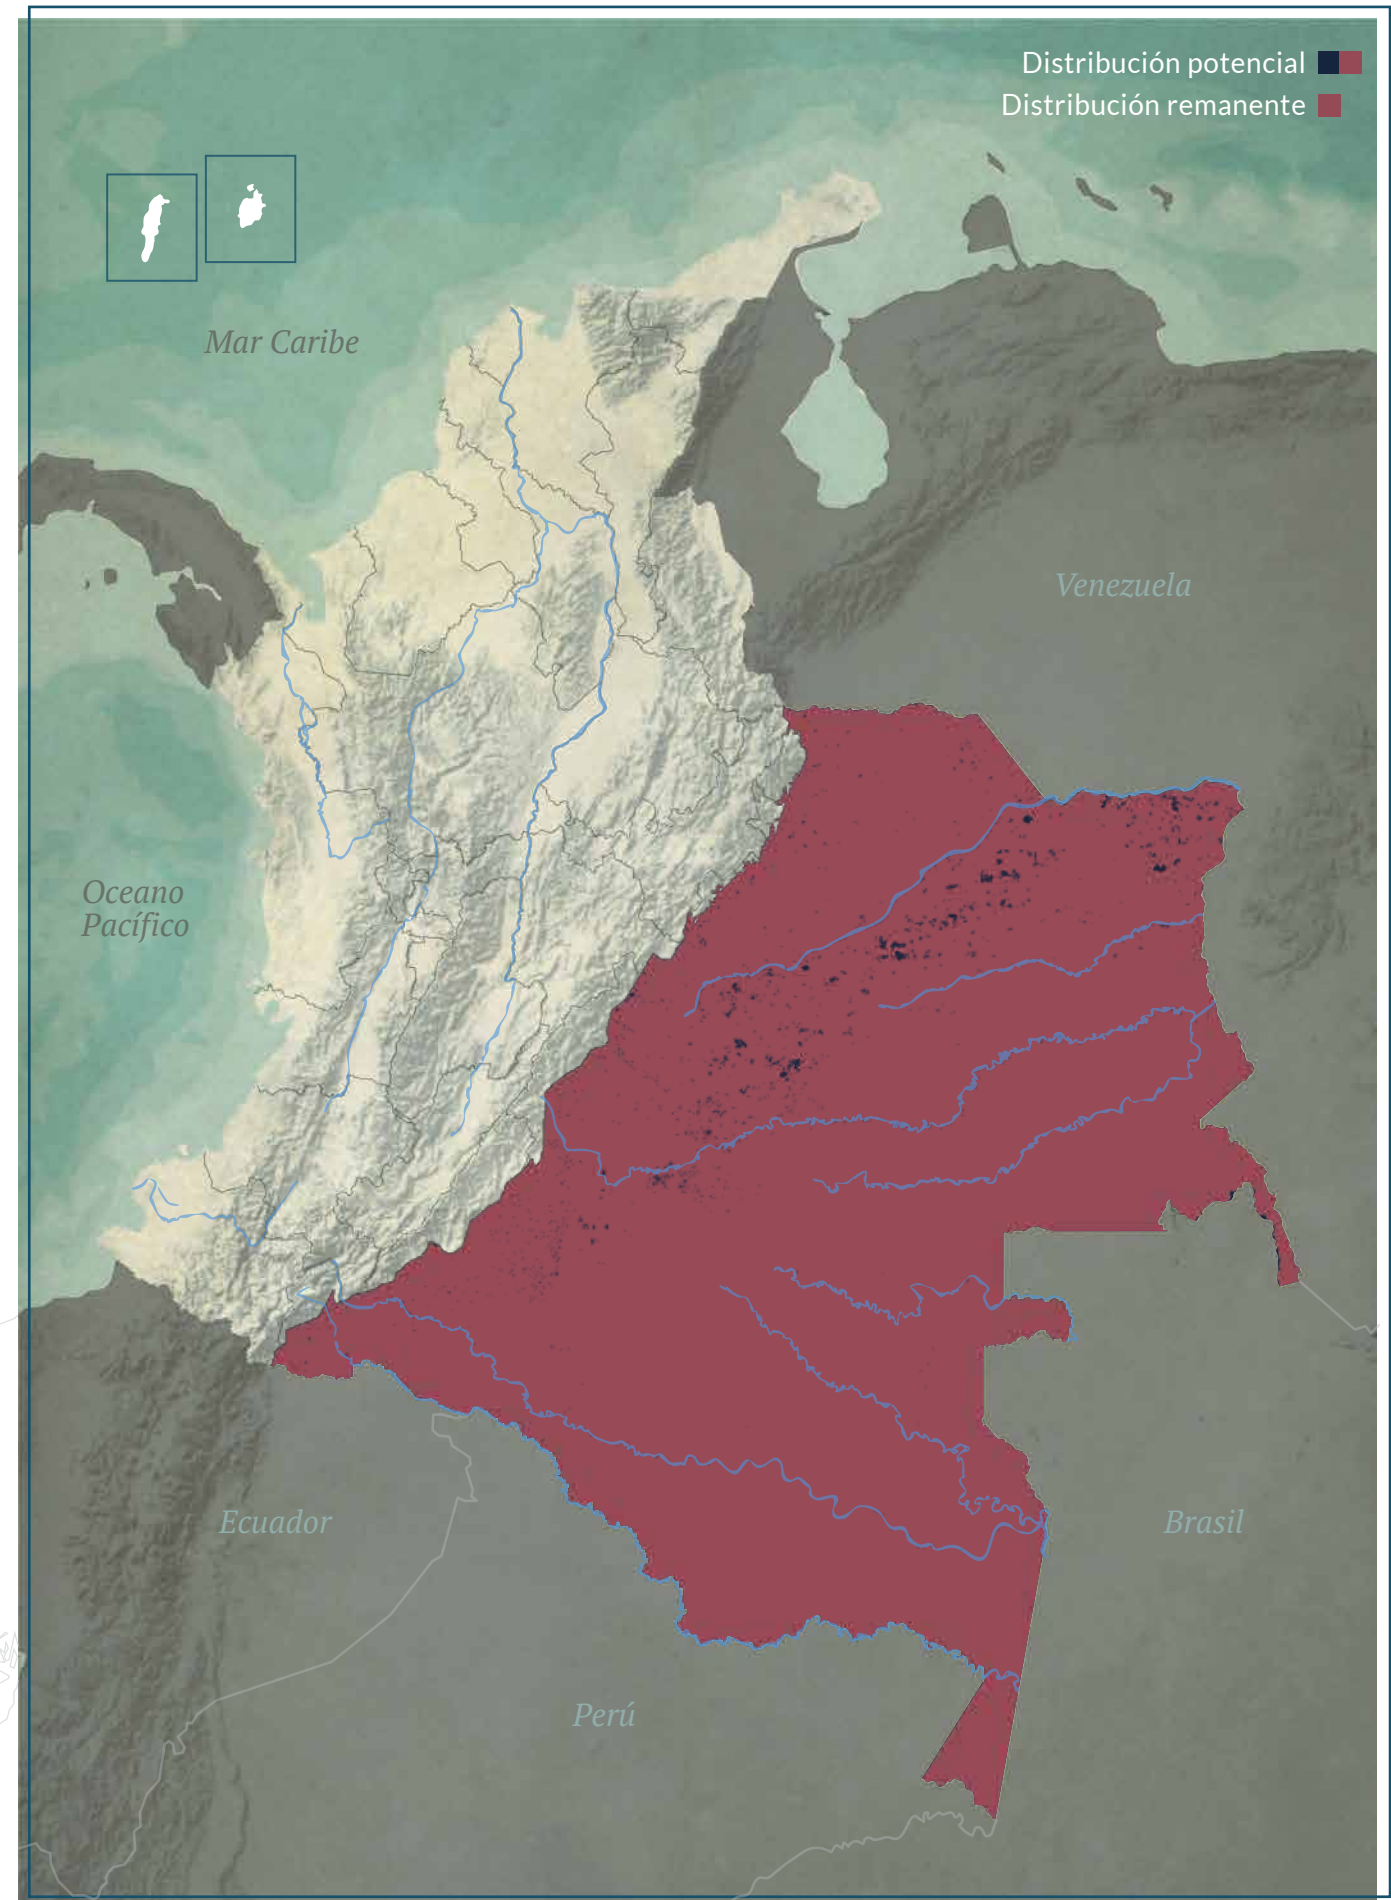 Distribución potencial
Distribución remanente
Mar Caribe
Venezuela
Oceano
Pacífico
Ecuador
Brasil
Perú